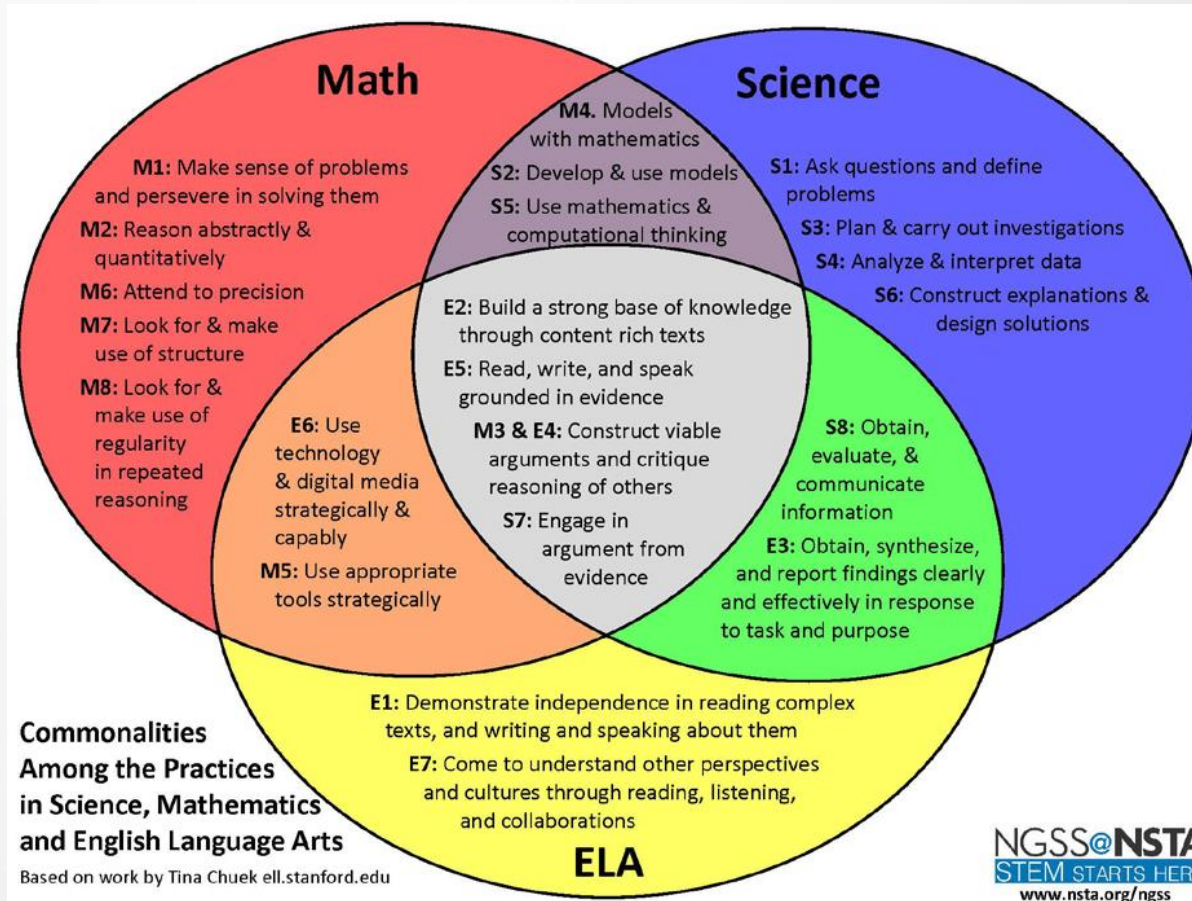 Math
M1: Make sense of problems
and persevere in solving them
M2: Reason abstractly &
quantitatively
M6: Attend to precision
M7: Look for & make
use of structure
M8: Look for &
make use of
regularity
in repeated
reasoning
M4. Models
with mathematics
S2: Develop & use models
S5: Use mathematics &
computational thinking
Science
S1: Ask questions and define
problems
S3: Plan & carry out investigations
S4: Analyze & interpret data
S6: Construct explanations &
design solutions
E2: Build a strong base of knowledge
through content rich texts
E5: Read, write, and speak
grounded in evidence
M3 & E4: Construct viable
arguments and critique
reasoning of others
S7: Engage in
argument from
evidence
E6: Use
technology
& digital media
strategically &
capably
M5: Use appropriate
tools strategically
S8: Obtain,
evaluate, &
communicate
information
E3: Obtain, synthesize,
and report findings clearly
and effectively in response
to task and purpose
E1: Demonstrate independence in reading complex
texts, and writing and speaking about them
E7: Come to understand other perspectives
and cultures through reading, listening,
and collaborations
ELA
Commonalities
Among the Practices
in Science, Mathematics
and English Language Arts
Based on work by Tina Chuek ell.stanford.edu
NGSS@NSTA
STEM STARTS HER
www.nsta.org/ngss